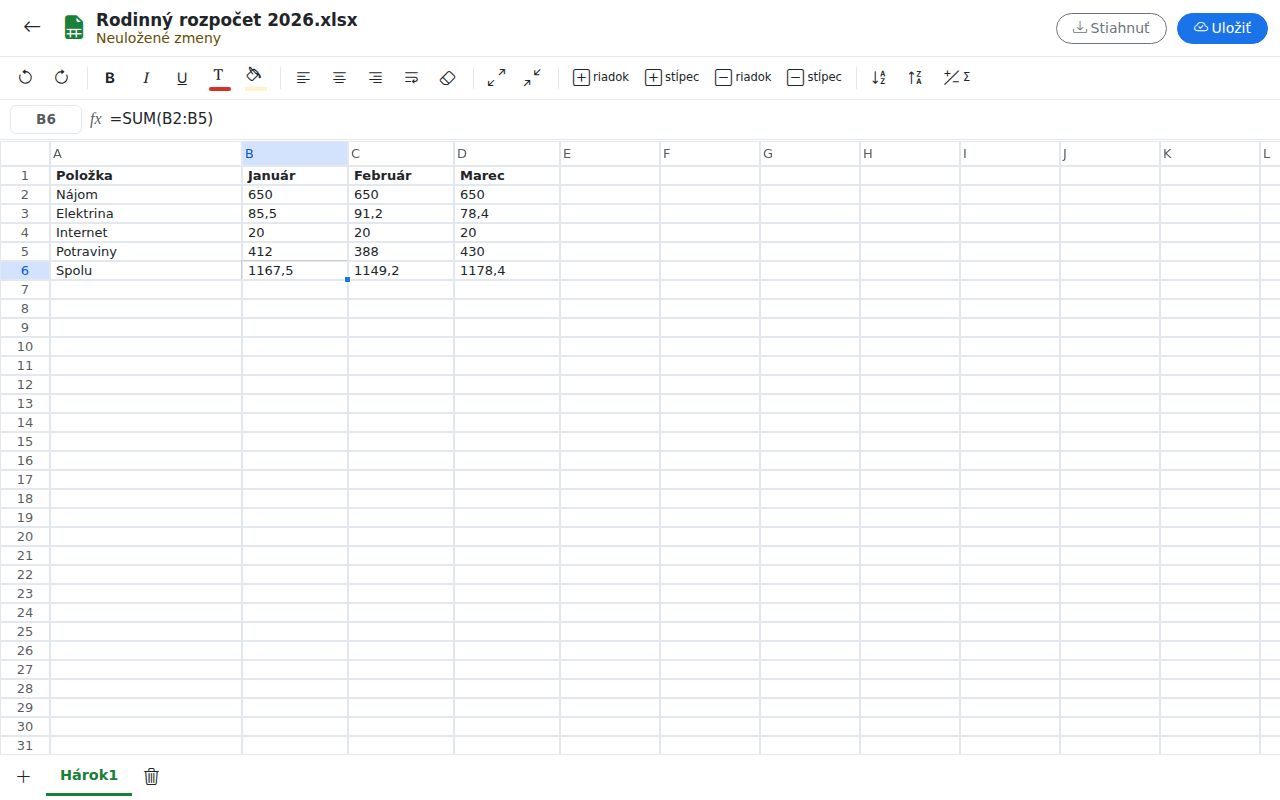 Rodinný rozpočet 2026.xlsx
Neuložené zmeny
Stiahnuť
Uložiť
B I U T riadok stĺpec riadok stĺpec A Z Z A Σ
B6 fx =SUM(B2:B5)
A B C D E F G H I J K L
1 Položka Január Február Marec
2 Nájom 650 650 650
3 Elektrina 85,5 91,2 78,4
4 Internet 20 20 20
5 Potraviny 412 388 430
6 Spolu 1167,5 1149,2 1178,4
7
8
9
10
11
12
13
14
15
16
17
18
19
20
21
22
23
24
25
26
27
28
29
30
31
Hárok1